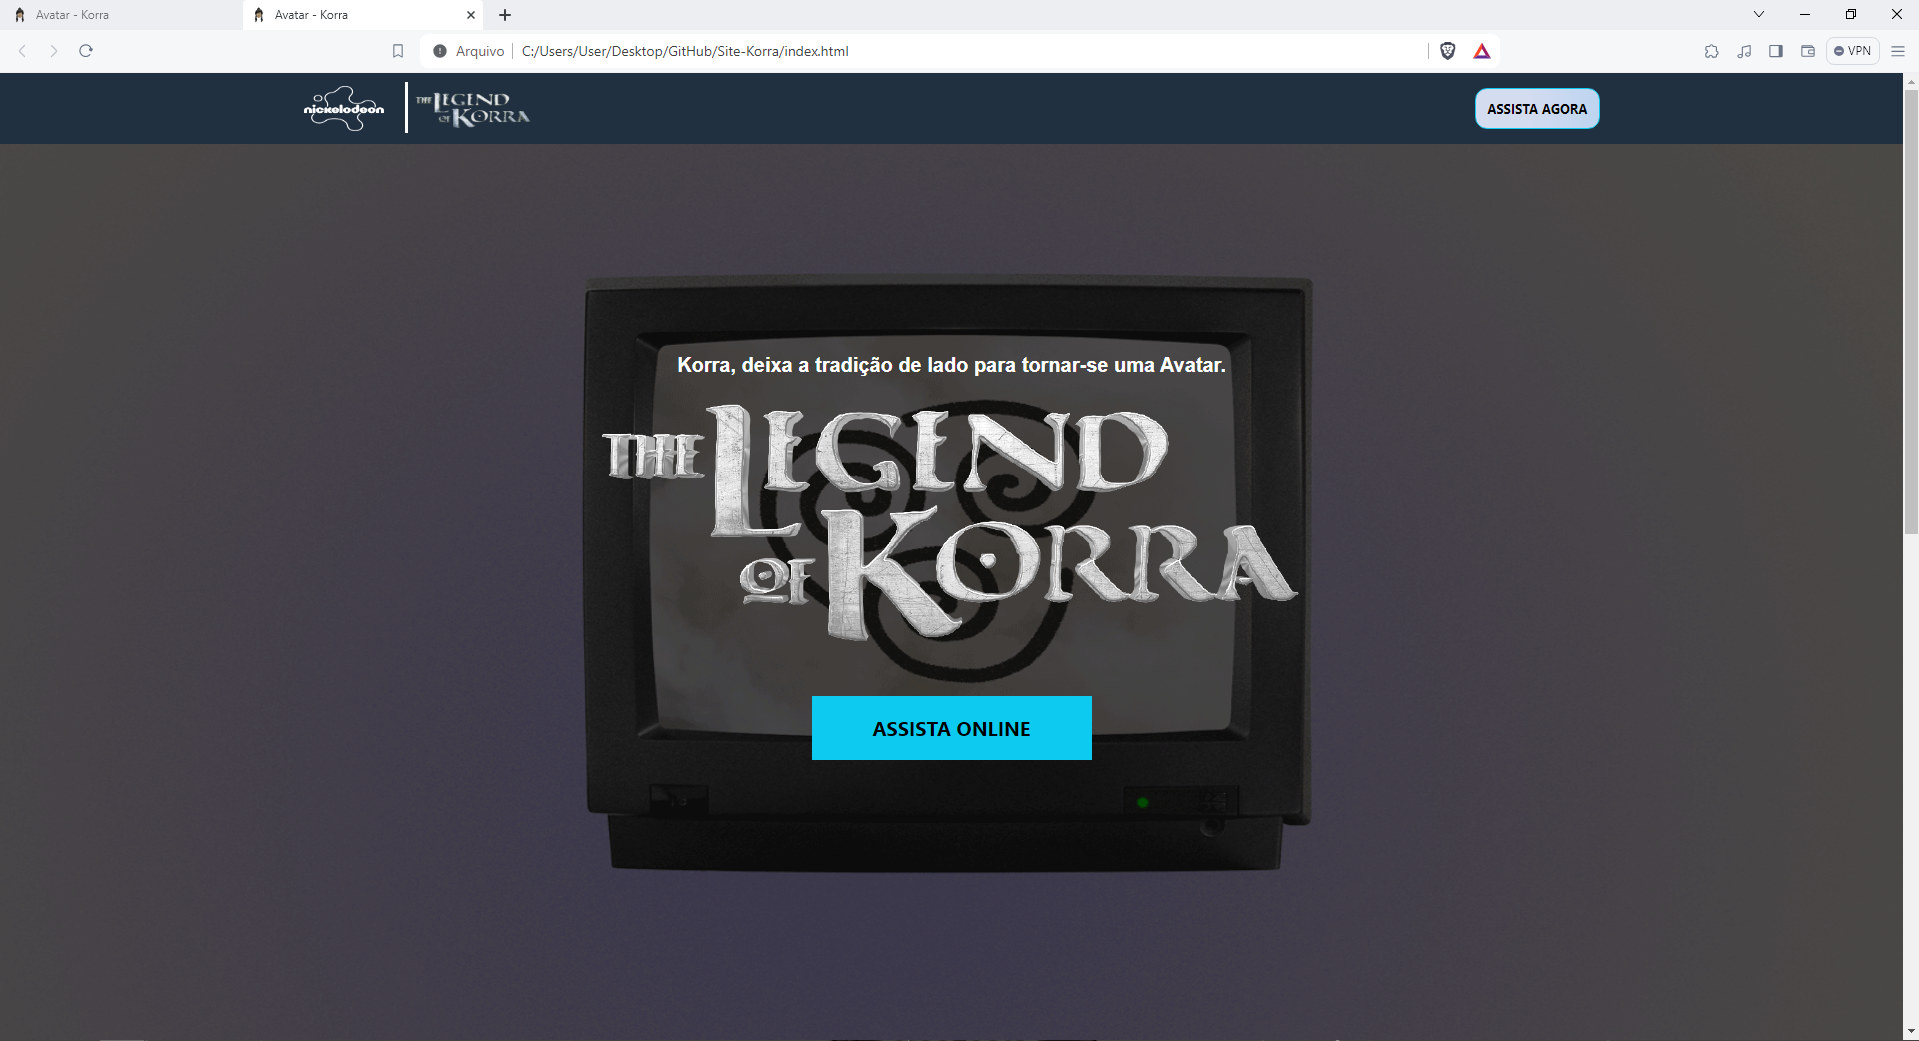 Avatar - Korra
Avatar - Korra
Arquivo
C:/Users/User/Desktop/GitHub/Site-Korra/index.html
VPN
nickelodeon
THE LEGEND
OF KORRA
ASSISTA AGORA
Korra, deixa a tradição de lado para tornar-se uma Avatar.
THE LEGEND
OF KORRA
ASSISTA ONLINE